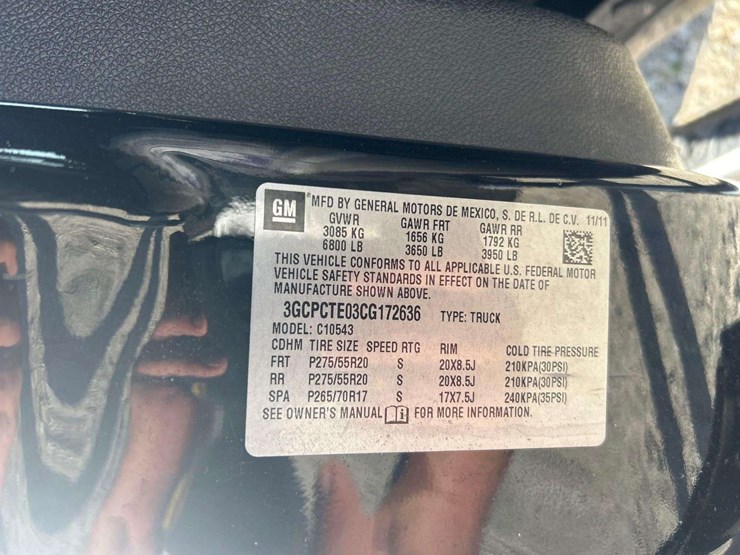 GM MFD BY GENERAL MOTORS DE MEXICO, S. DE R.L. DE C.V. 11/11
GVWR GAWR FRT GAWR RR
3085 KG 1656 KG 1792 KG
6800 LB 3650 LB 3950 LB
THIS VEHICLE CONFORMS TO ALL APPLICABLE U.S. FEDERAL MOTOR
VEHICLE SAFETY STANDARDS IN EFFECT ON THE DATE OF
MANUFACTURE SHOWN ABOVE.
3GCPCTE03CG172636 TYPE: TRUCK
MODEL: C10543
CDHM TIRE SIZE SPEED RTG RIM COLD TIRE PRESSURE
FRT P275/55R20 S 20X8.5J 210KPA(30PSI)
RR P275/55R20 S 20X8.5J 210KPA(30PSI)
SPA P265/70R17 S 17X7.5J 240KPA(35PSI)
SEE OWNER'S MANUAL FOR MORE INFORMATION.